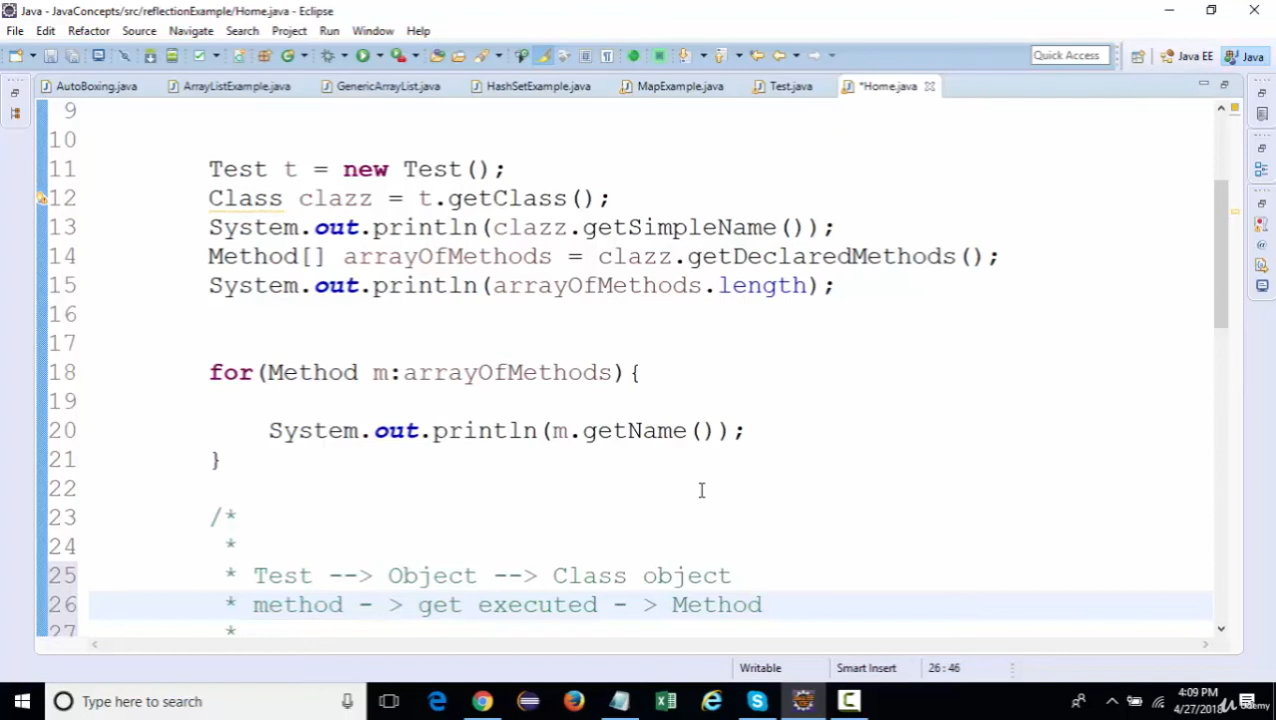 Java - JavaConcepts/src/reflectionExample/Home.java - Eclipse
File Edit Refactor Source Navigate Search Project Run Window Help
Quick Access Java EE Java
AutoBoxing.java ArrayListExample.java GenericArrayList.java HashSetExample.java MapExample.java Test.java *Home.java
9
10
11 Test t = new Test();
12 Class clazz = t.getClass();
13 System.out.println(clazz.getSimpleName());
14 Method[] arrayOfMethods = clazz.getDeclaredMethods();
15 System.out.println(arrayOfMethods.length);
16
17
18 for(Method m:arrayOfMethods){
19
20 System.out.println(m.getName());
21 }
22
23 /*
24 *
25 * Test --> Object --> Class object
26 * method - > get executed - > Method
27 *
Writable Smart Insert 26 : 46
Type here to search
4:09 PM
4/27/2018
Udemy